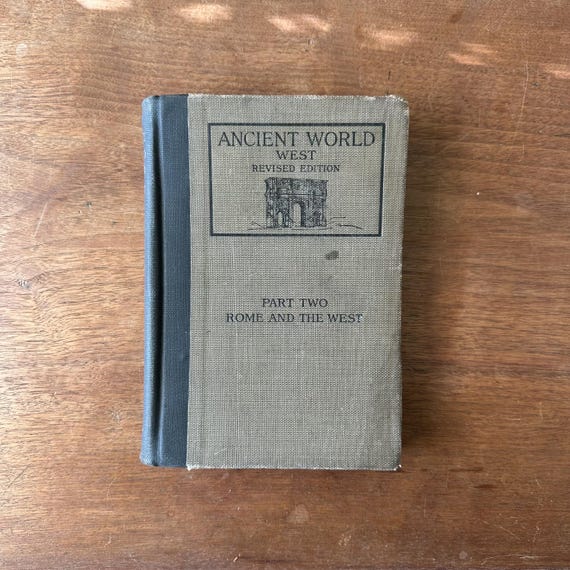 ANCIENT WORLD
WEST
REVISED EDITION
PART TWO
ROME AND THE WEST